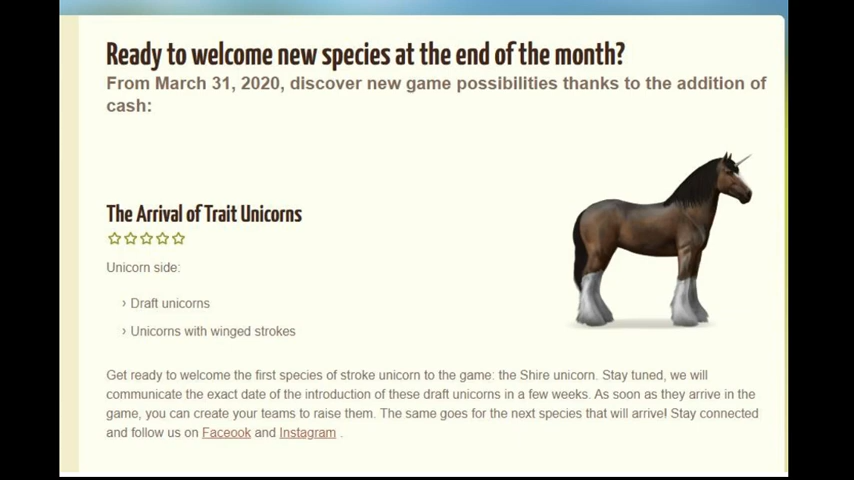 Ready to welcome new species at the end of the month?
From March 31, 2020, discover new game possibilities thanks to the addition of
cash:
The Arrival of Trait Unicorns
Unicorn side:
› Draft unicorns
› Unicorns with winged strokes
Get ready to welcome the first species of stroke unicorn to the game: the Shire unicorn. Stay tuned, we will
communicate the exact date of the introduction of these draft unicorns in a few weeks. As soon as they arrive in the
game, you can create your teams to raise them. The same goes for the next species that will arrive! Stay connected
and follow us on Faceook and Instagram .